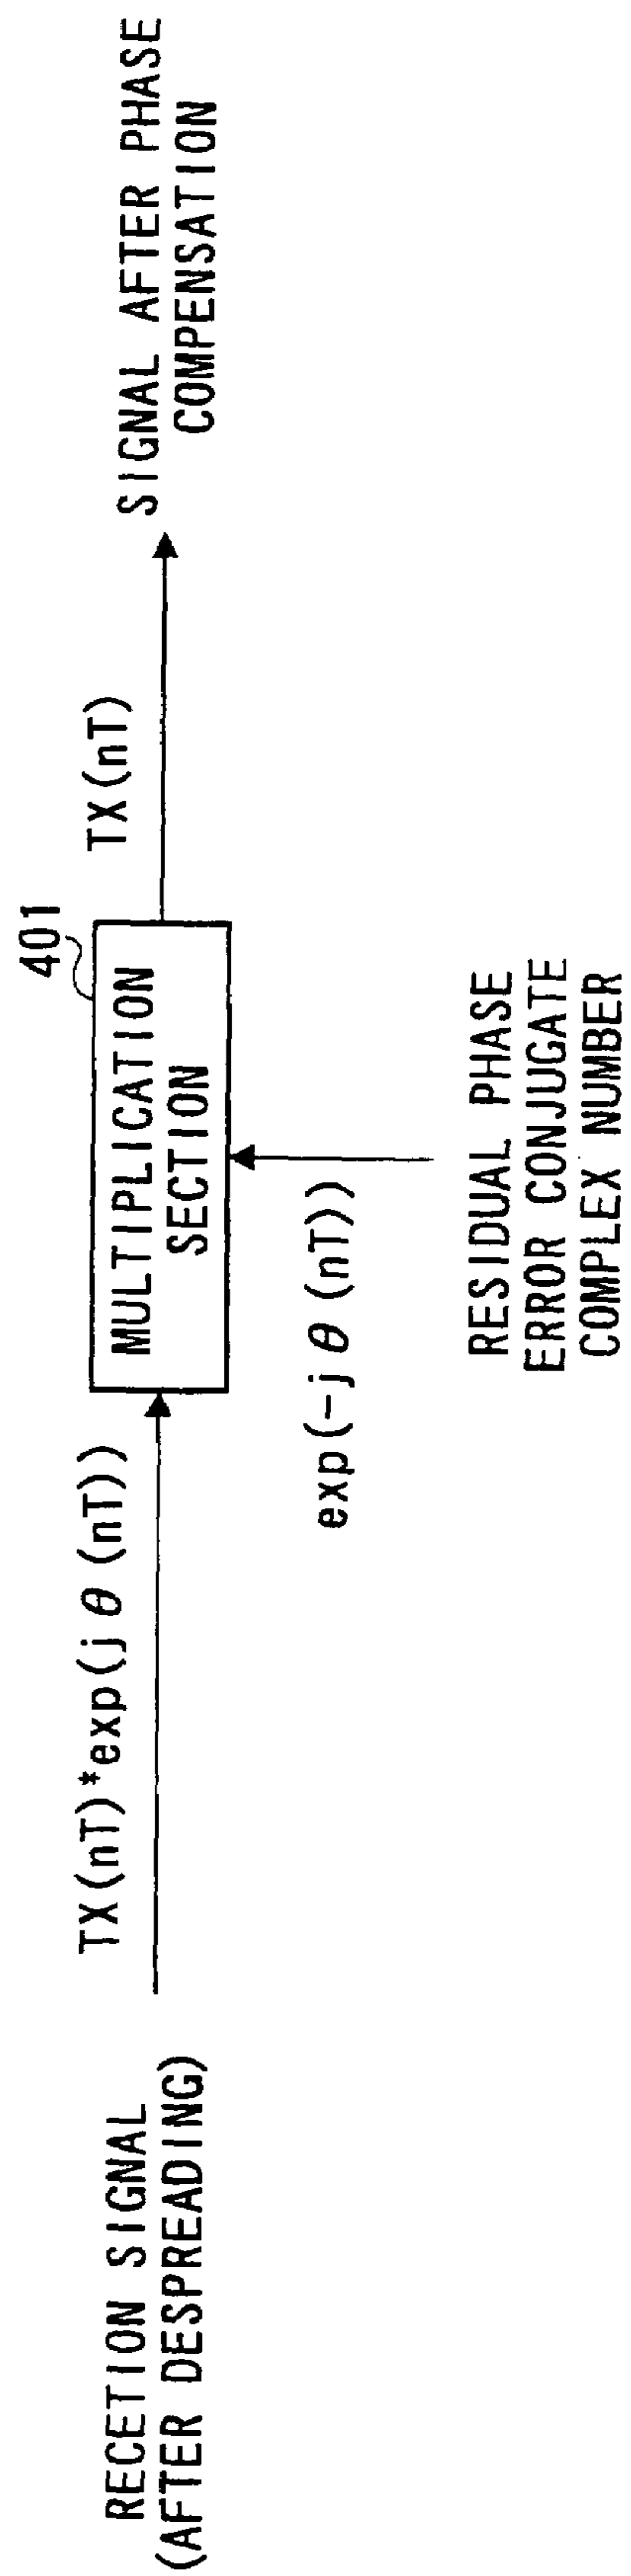 RECETION SIGNAL
(AFTER DESPREADING)
TX(nT)*exp(jθ(nT))
401
MULTIPLICATION
SECTION
exp(-jθ(nT))
RESIDUAL PHASE
ERROR CONJUGATE
COMPLEX NUMBER
TX(nT)
SIGNAL AFTER PHASE
COMPENSATION